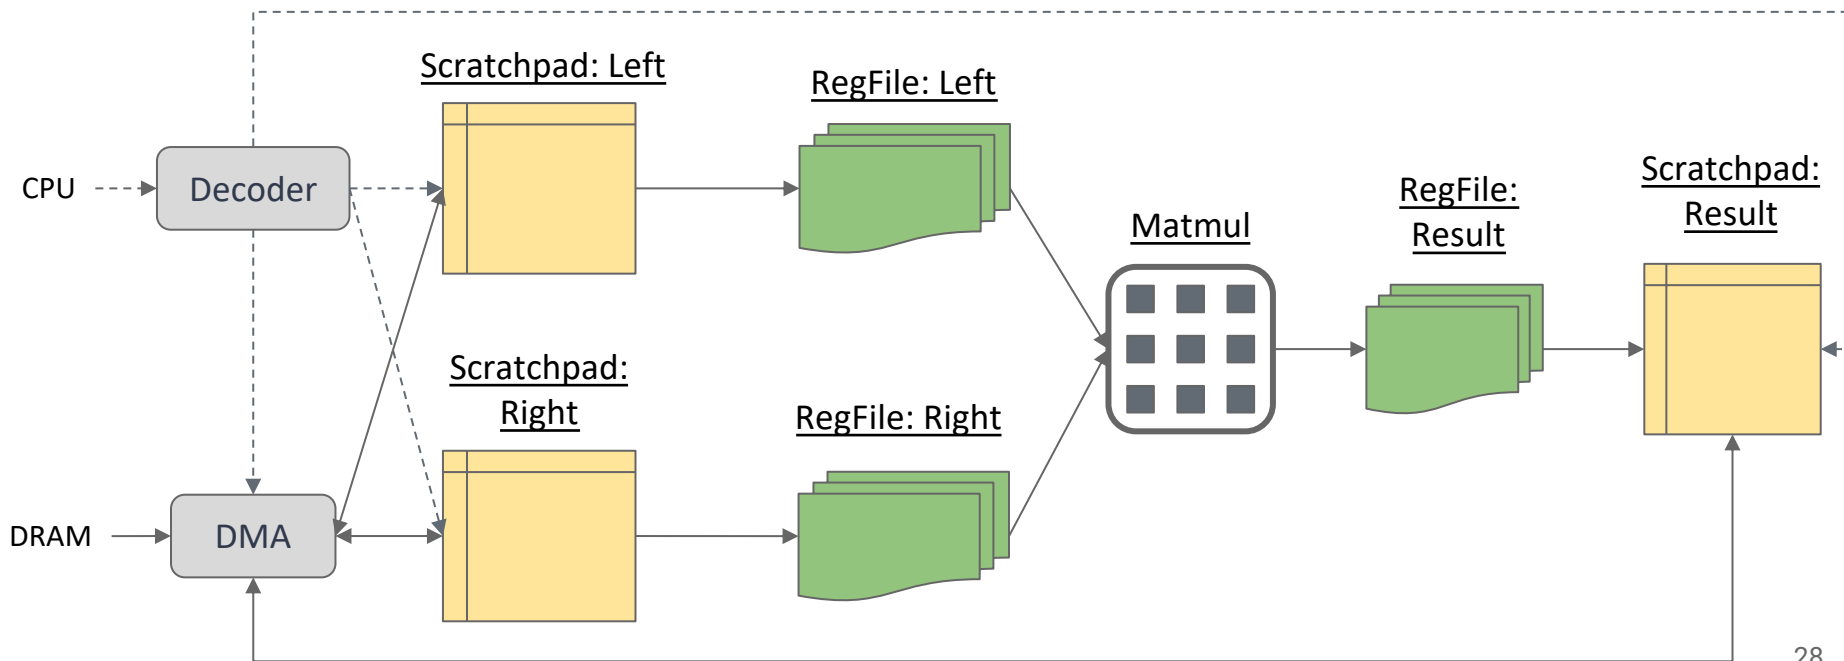 Scratchpad: Left
RegFile: Left
CPU
Decoder
Scratchpad:
Result
RegFile:
Result
Matmul
Scratchpad:
Right
RegFile: Right
DRAM
DMA
28